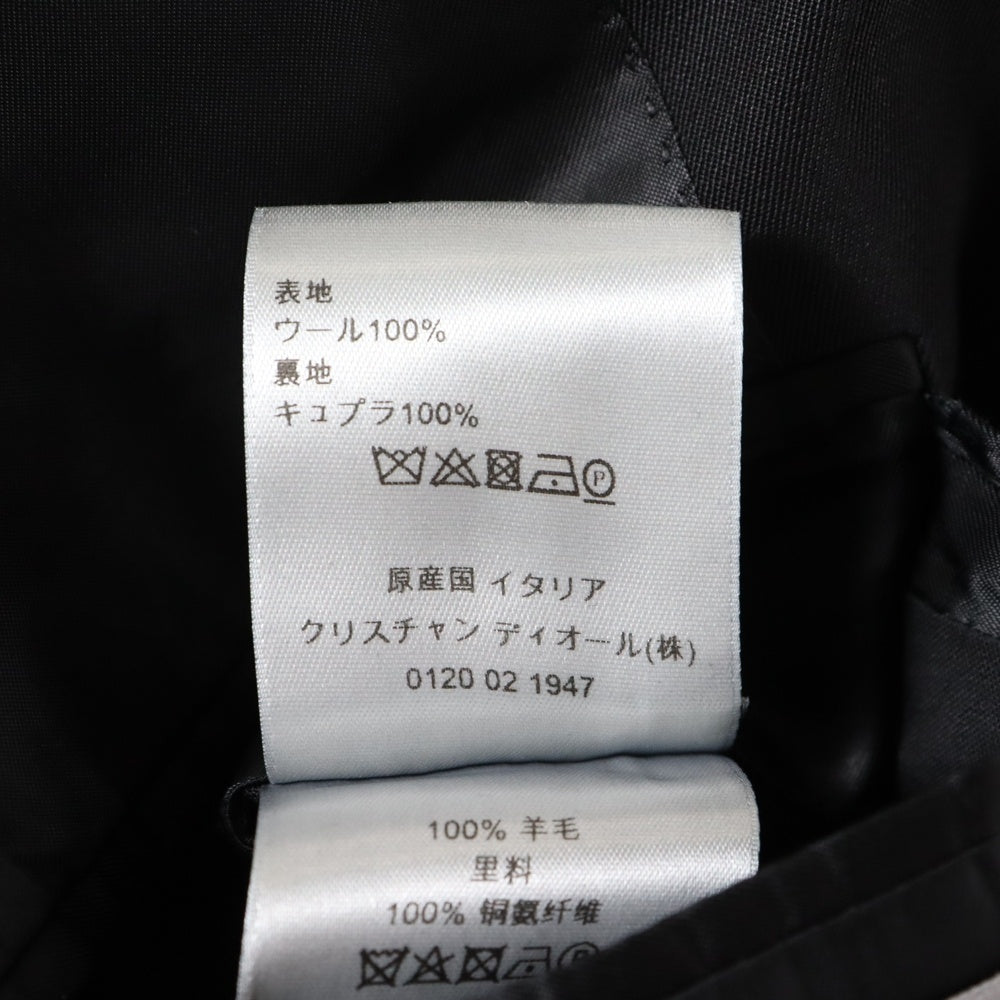 表地
ウール100%
裏地
キュプラ100%
P
原産国 イタリア
クリスチャン ディオール(株)
0120 02 1947
100% 羊毛
里料
100% 铜氨纤维